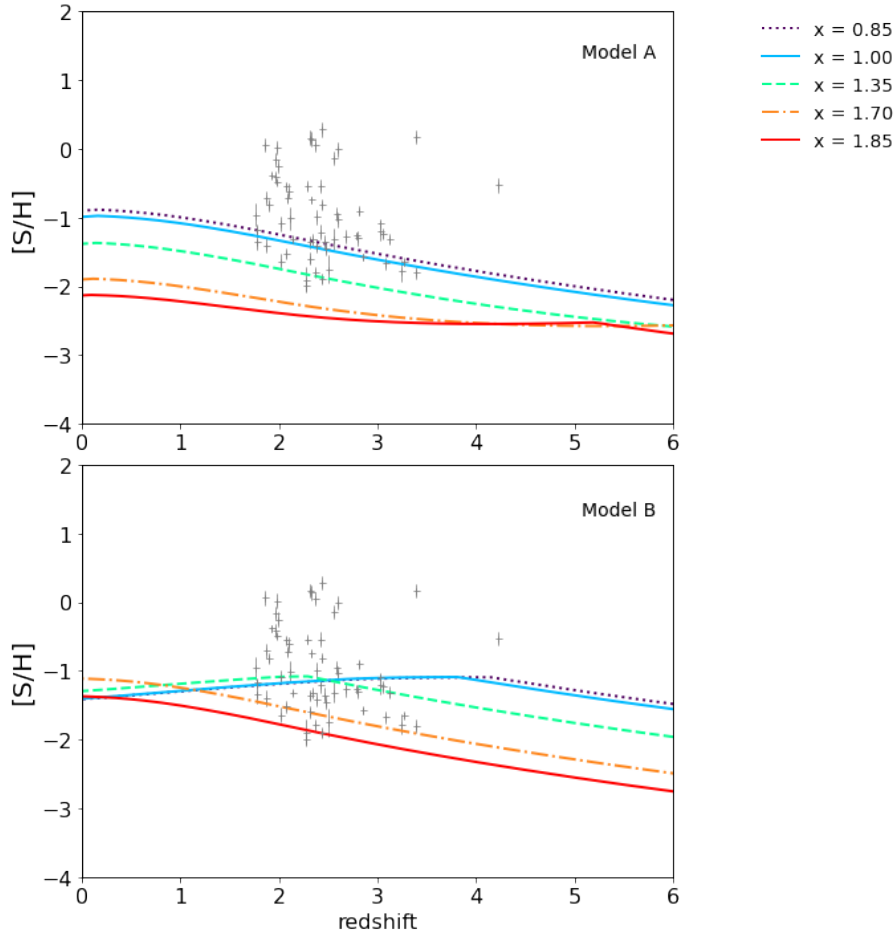 2
1
0
−1
−2
−3
−4
[S/H]
Model A
0 1 2 3 4 5 6
x = 0.85
x = 1.00
x = 1.35
x = 1.70
x = 1.85
2
1
0
−1
−2
−3
−4
[S/H]
Model B
0 1 2 3 4 5 6
redshift